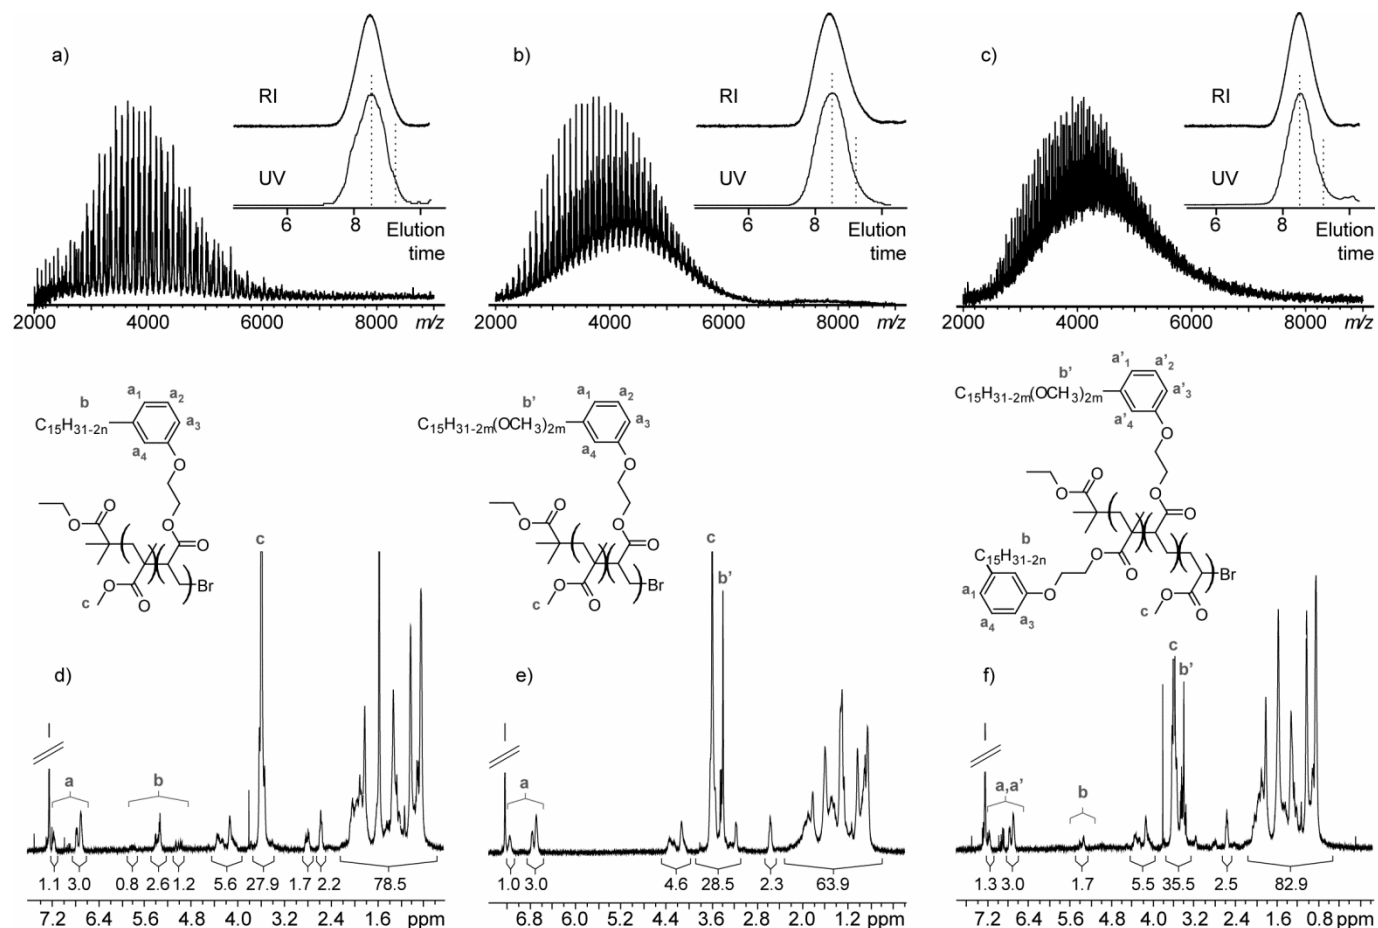 a)
RI
UV
6
8
Elution
time
2000
4000
6000
8000
m/z
b)
RI
UV
6
8
Elution
time
2000
4000
6000
8000
m/z
c)
RI
UV
6
8
Elution
time
2000
4000
6000
8000
m/z
b
a1
a2
C15H31-2n
a3
a4
O
O
O
O
O
O
Br
O
c
O
b'
a1
a2
C15H31-2m(OCH3)2m
a3
a4
O
O
O
O
O
O
Br
O
c
O
b'
a'1
a'2
C15H31-2m(OCH3)2m
a'3
a'4
O
O
O
O
O
b
C15H31-2n
O
O
Br
a1
O
O
O
a4
a3
c
O
d)
a
b
c
1.1
3.0
0.8
2.6
1.2
5.6
27.9
1.7
2.2
78.5
7.2
6.4
5.6
4.8
4.0
3.2
2.4
1.6
ppm
e)
a
c
b'
1.0
3.0
4.6
28.5
2.3
63.9
6.8
6.0
5.2
4.4
3.6
2.8
2.0
1.2
ppm
f)
a,a'
b
c
b'
1.3
3.0
1.7
5.5
35.5
2.5
82.9
7.2
6.4
5.6
4.8
4.0
3.2
2.4
1.6
0.8
ppm